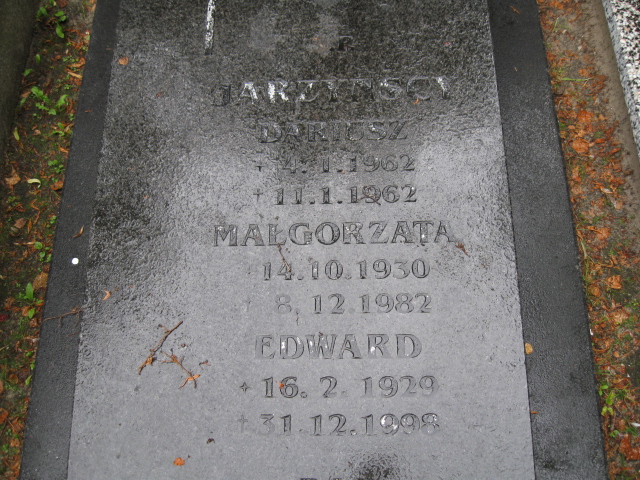 JARZYŃSCY
DARIUSZ
* 4.1.1962
+ 11.1.1962
MAŁGORZATA
* 14.10.1930
+ 8.12.1982
EDWARD
* 16.2.1929
+ 31.12.1998